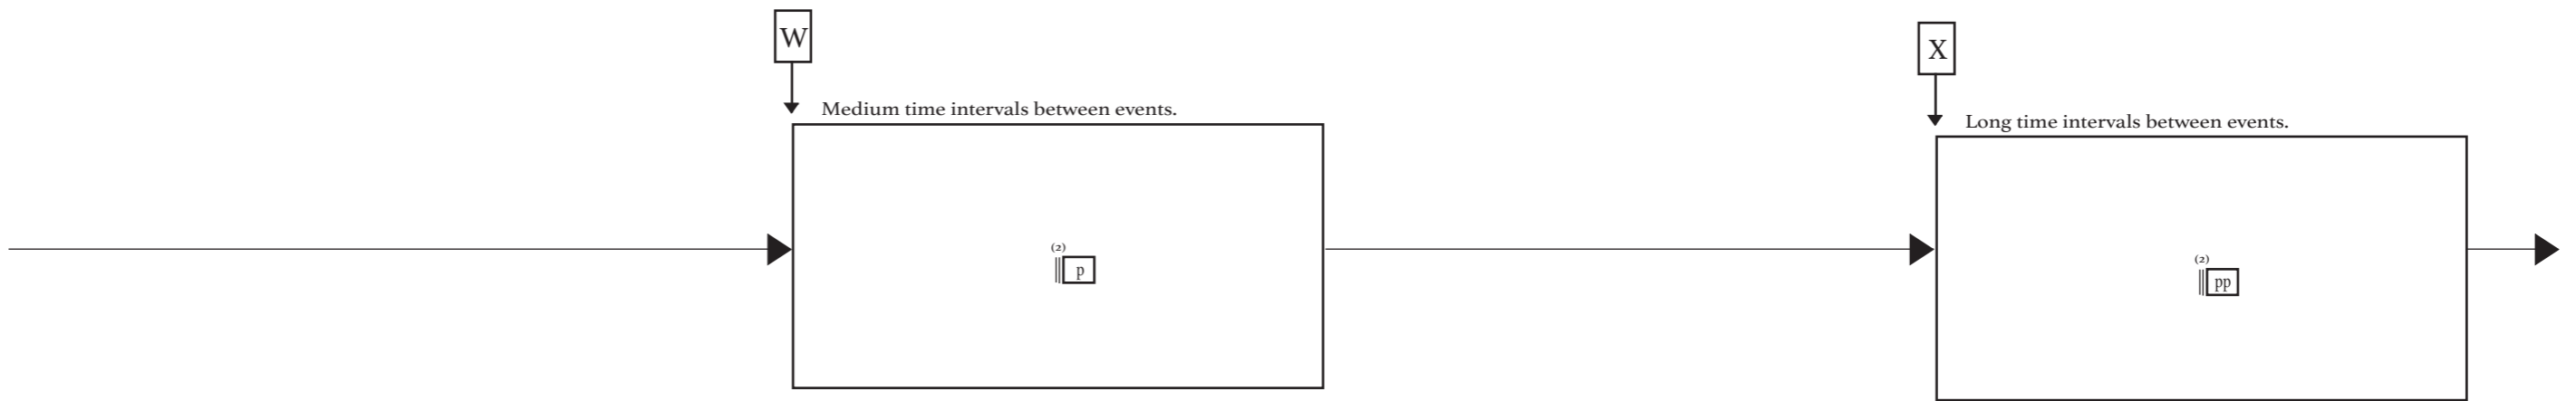 W
Medium time intervals between events.
(2)
p
X
Long time intervals between events.
(2)
pp